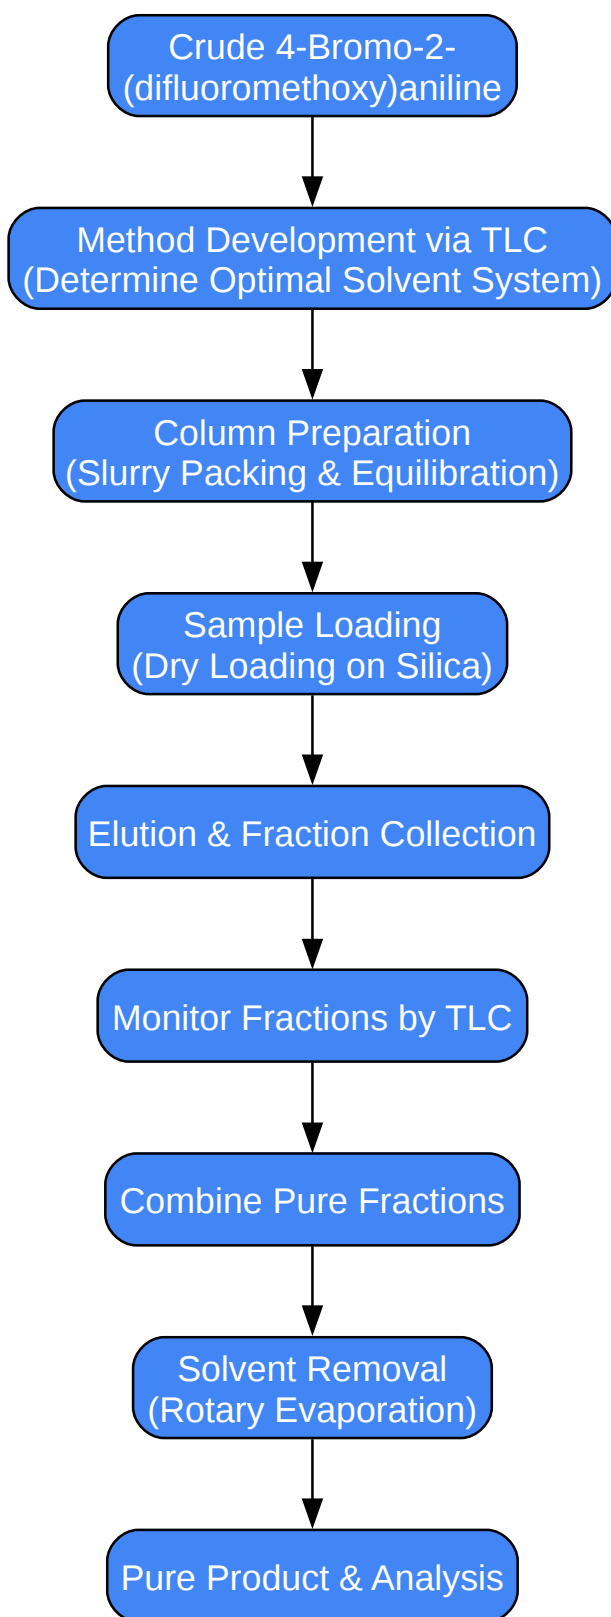 Crude 4-Bromo-2-
(difluoromethoxy)aniline
Method Development via TLC
(Determine Optimal Solvent System)
Column Preparation
(Slurry Packing & Equilibration)
Sample Loading
(Dry Loading on Silica)
Elution & Fraction Collection
Monitor Fractions by TLC
Combine Pure Fractions
Solvent Removal
(Rotary Evaporation)
Pure Product & Analysis